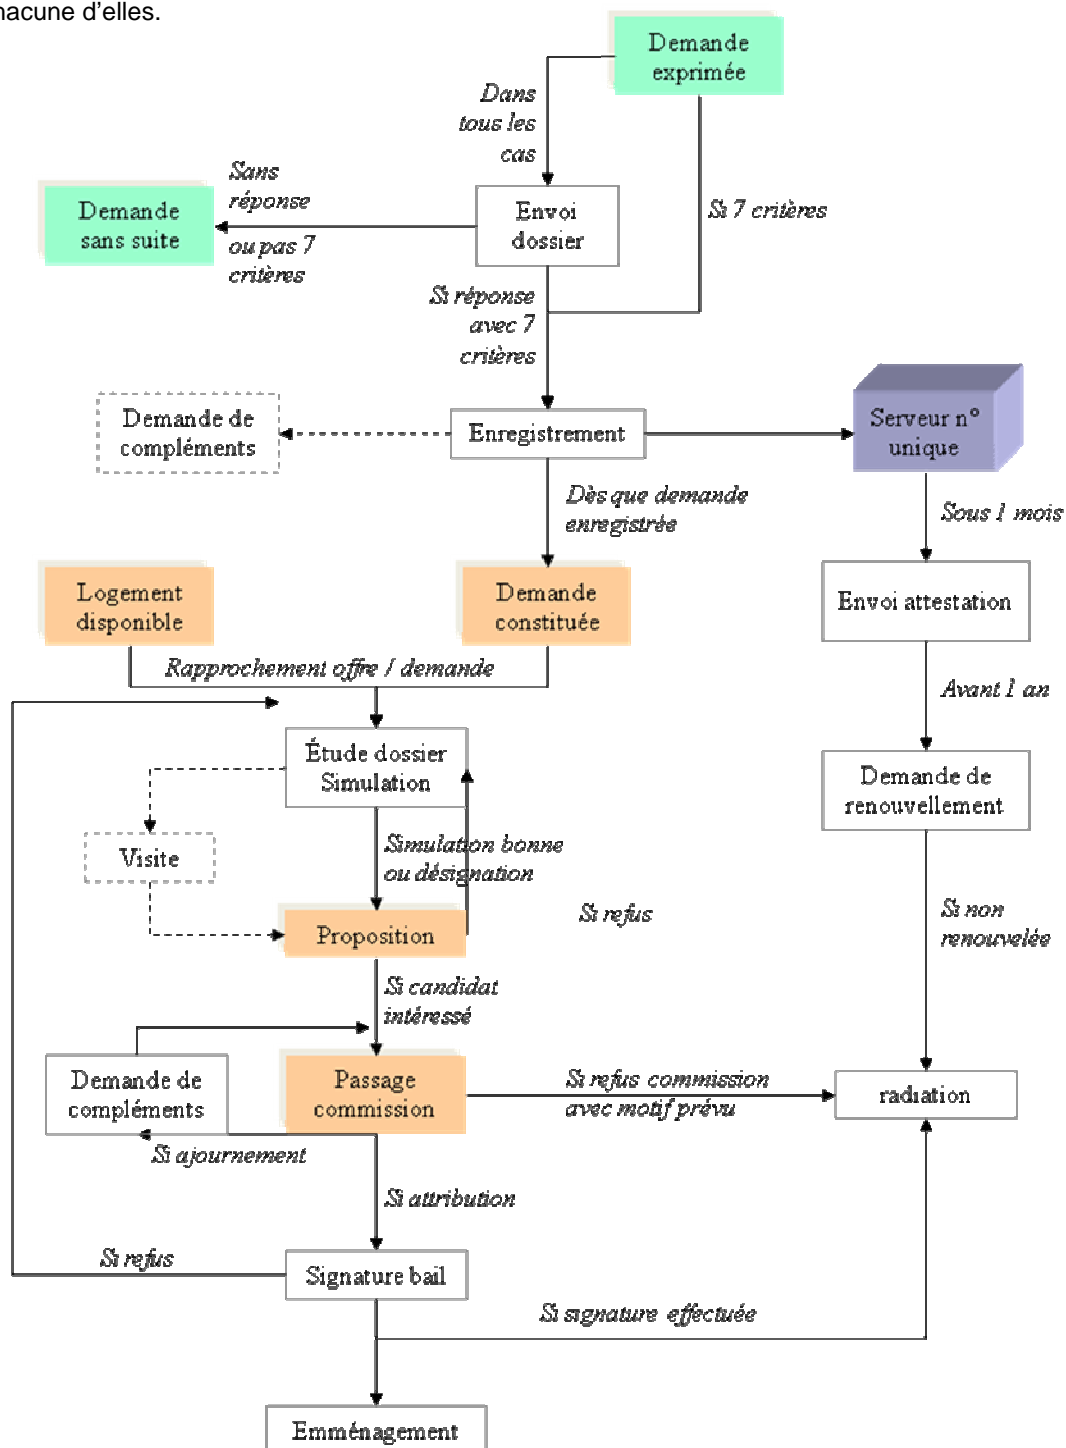 hacune d'elles.
Demande
exprimée
Dans
tous les
cas
Si 7 critères
Sans
réponse
ou pas 7
critères
Demande
sans suite
Envoi
dossier
Si réponse
avec 7
critères
Demande de
compléments
Enregistrement
Serveur n°
unique
Dès que demande
enregistrée
Sous 1 mois
Logement
disponible
Demande
constituée
Envoi attestation
Rapprochement offre / demande
Avant 1 an
Étude dossier
Simulation
Demande de
renouvellement
Visite
Simulation bonne
ou désignation
Si refus
Si non
renouvelée
Proposition
Si candidat
intéressé
Demande de
compléments
Passage
commission
Si refus commission
avec motif prévu
radiation
Si ajournement
Si attribution
Si refus
Signature bail
Si signature effectuée
Emménagement